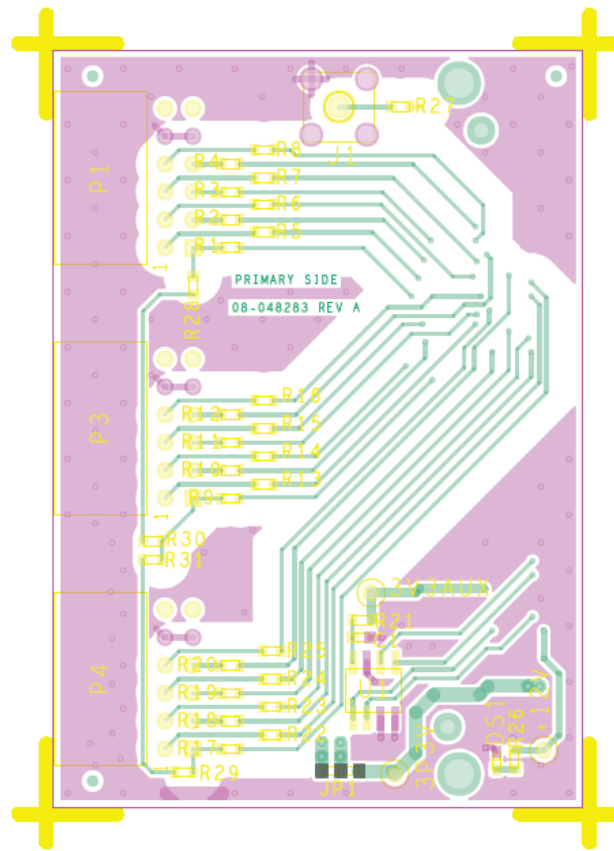 R27
J1
R8
R4
R7
R3
R6
R2
R5
R1
P1
1
PRIMARY SIDE
08-048283 REV A
R28
R16
R12
R15
R11
R14
R10
R13
R9
P3
1
R30
R31
3V3AUX
R21
U1
R25
R20
R24
R19
R23
R18
R22
R17
P4
R29
JP1
3P3V
DS1
R26
+12V